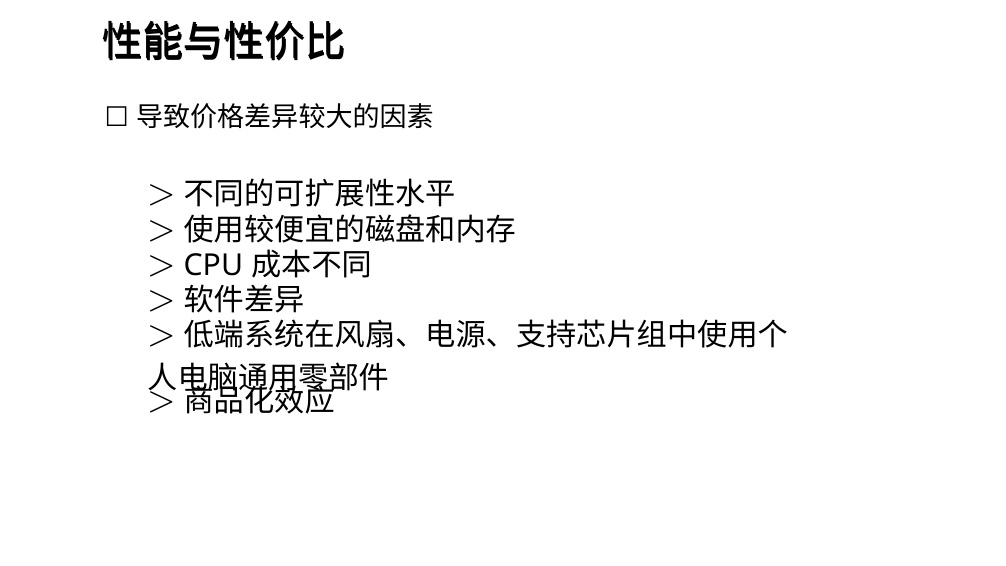 性能与性价比
□ 导致价格差异较大的因素
＞ 不同的可扩展性水平
＞ 使用较便宜的磁盘和内存
＞ CPU 成本不同
＞ 软件差异
＞ 低端系统在风扇、电源、支持芯片组中使用个
人电脑通用零部件
＞ 商品化效应